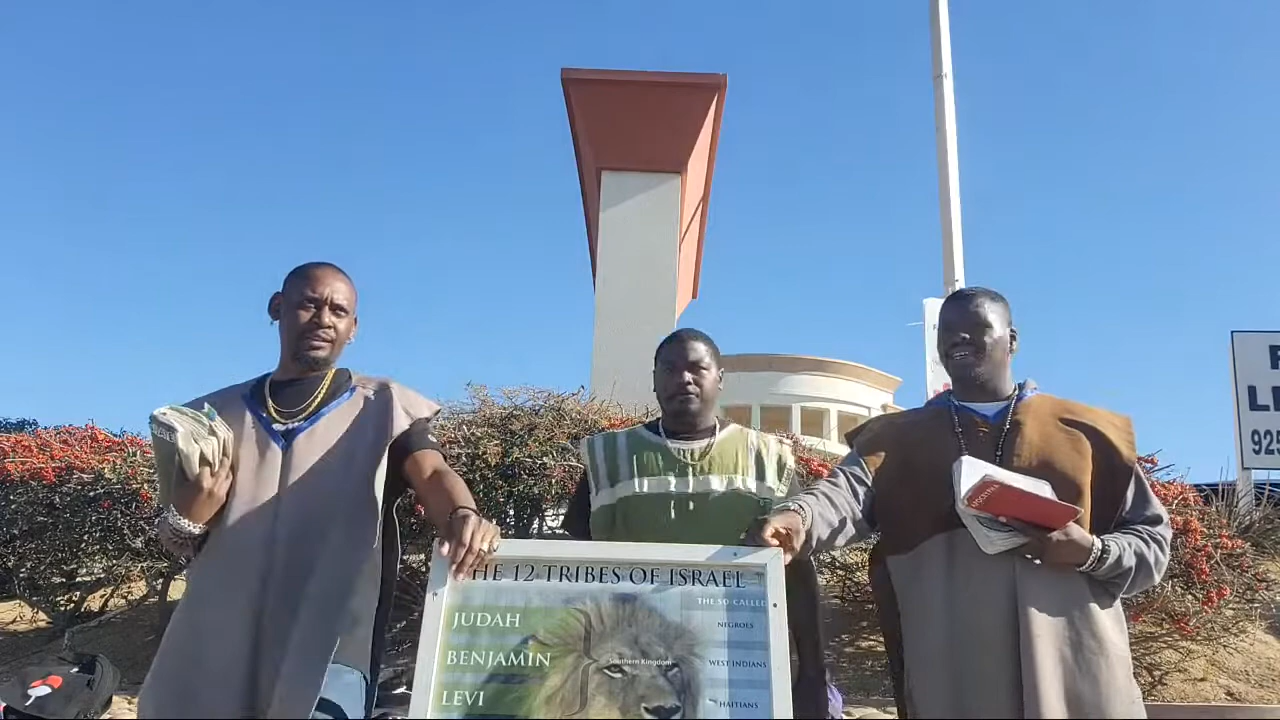 THE 12 TRIBES OF ISRAEL
THE SO CALLED
JUDAH
NEGROES
BENJAMIN
Southern Kingdom
WEST INDIANS
LEVI
HAITIANS
925